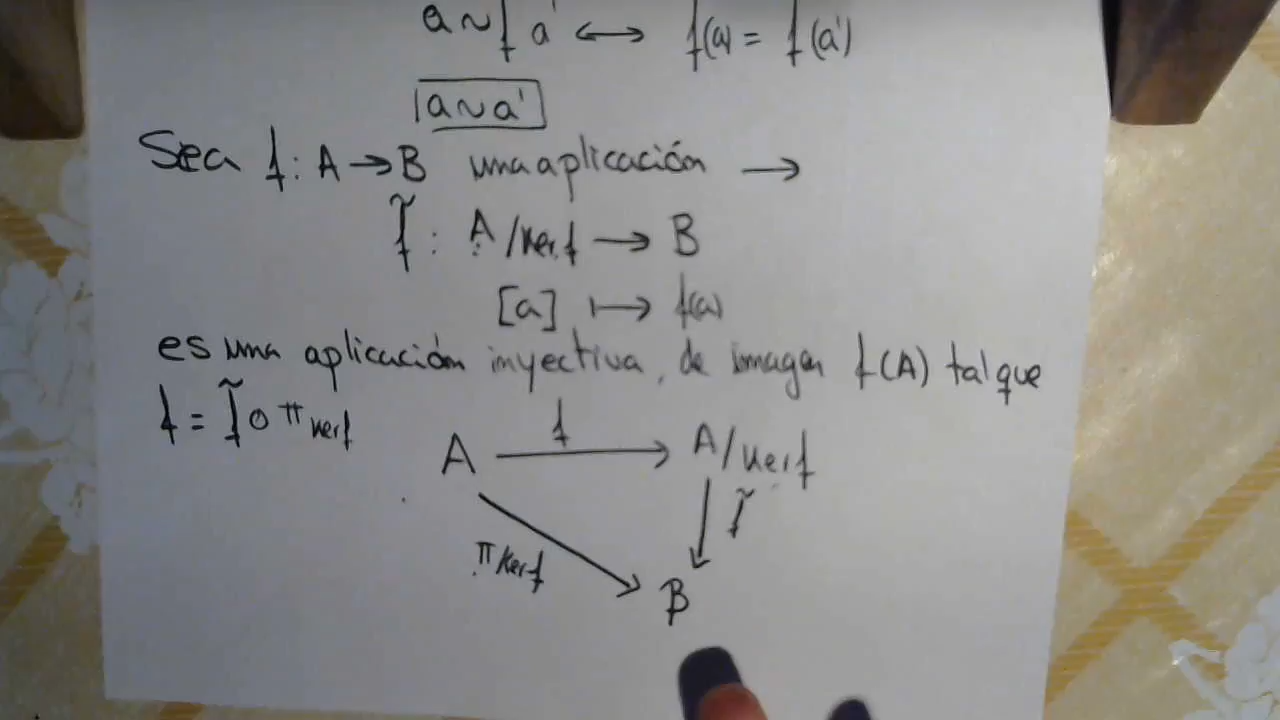 a ~f a' ⟷ f(a) = f(a')
a ~ a'
Sea f: A → B una aplicación →
f̃ : A/ker f → B
[a] ⟼ f(a)
es una aplicación inyectiva, de imagen f(A) tal que
f = f̃ ∘ π ker f
A f A/ker f
f̃
π ker f
B